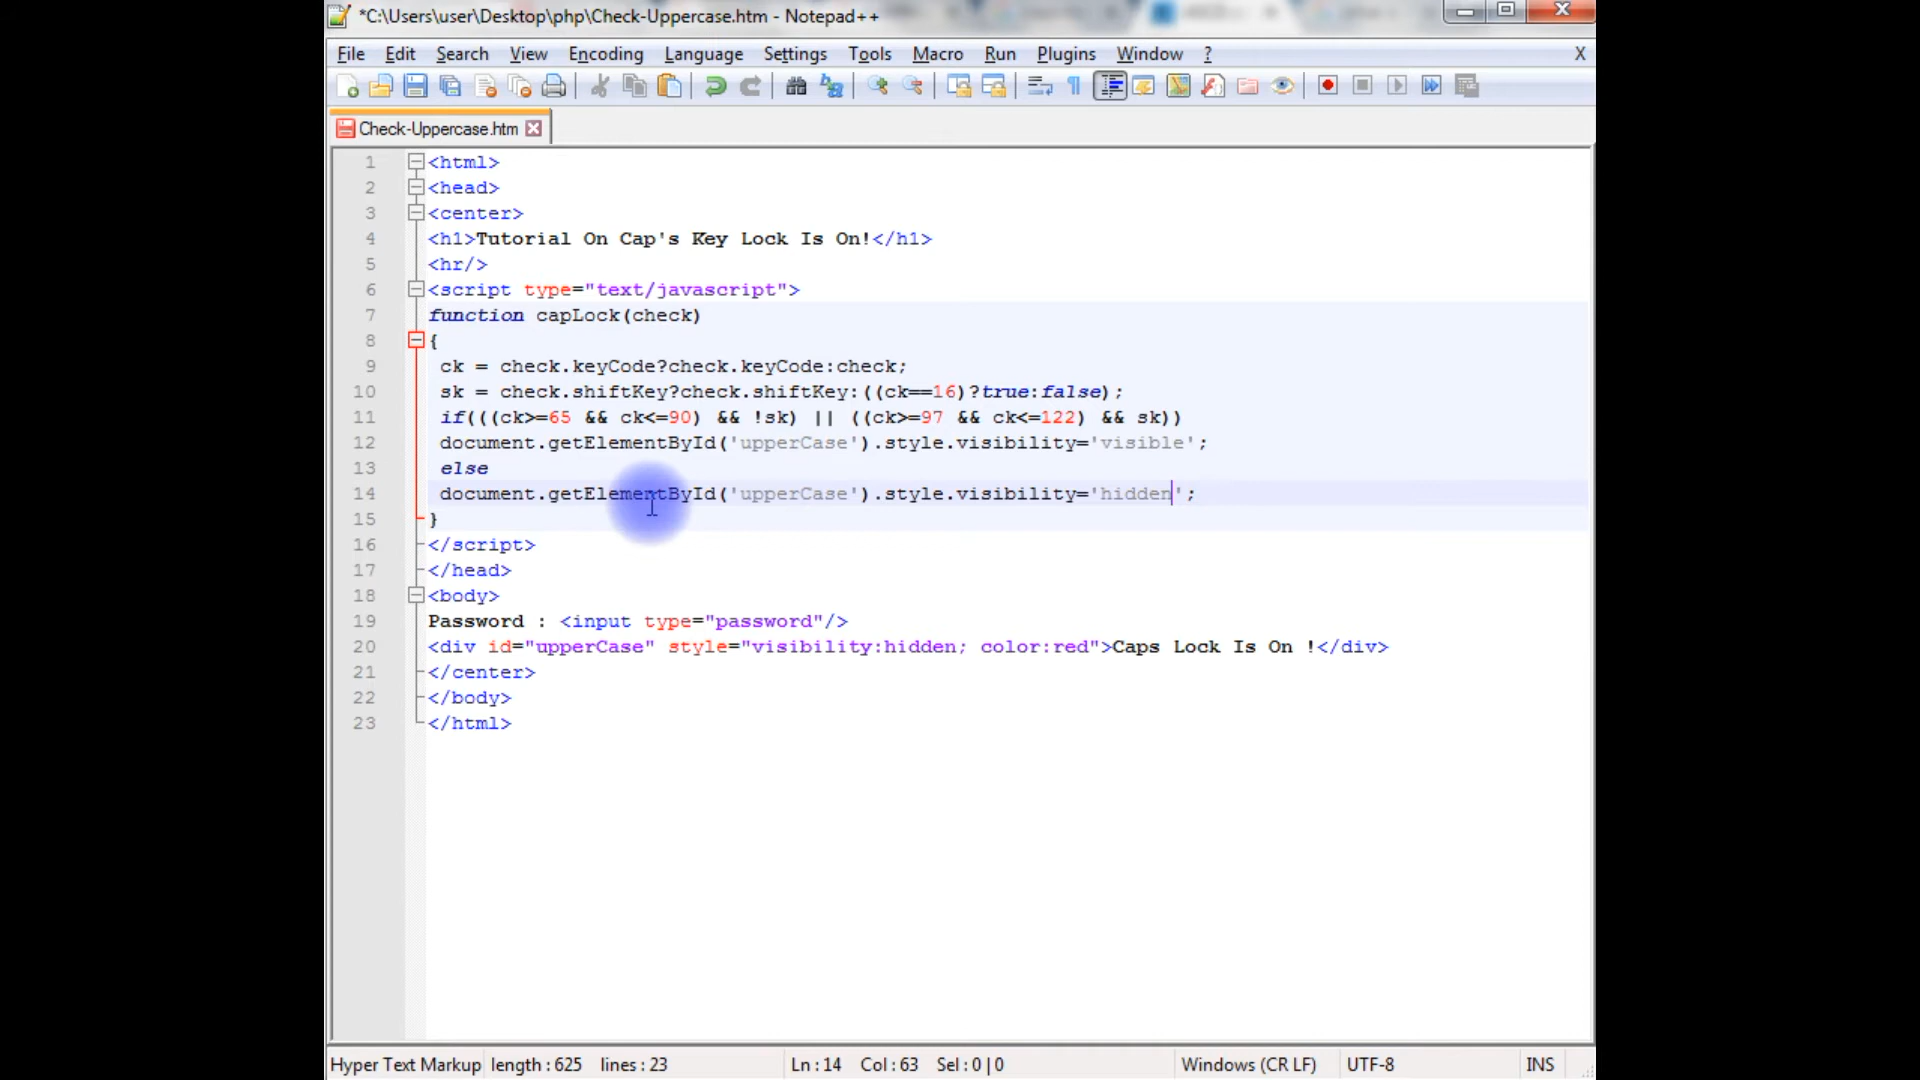 *C:\Users\user\Desktop\php\Check-Uppercase.htm - Notepad++
File Edit Search View Encoding Language Settings Tools Macro Run Plugins Window ? X
Check-Uppercase.htm
1 <html>
2 <head>
3 <center>
4 <h1>Tutorial On Cap's Key Lock Is On!</h1>
5 <hr/>
6 <script type="text/javascript">
7 function capLock(check)
8 {
9 ck = check.keyCode?check.keyCode:check;
10 sk = check.shiftKey?check.shiftKey:((ck==16)?true:false);
11 if(((ck>=65 && ck<=90) && !sk) || ((ck>=97 && ck<=122) && sk))
12 document.getElementById('upperCase').style.visibility='visible';
13 else
14 document.getElementById('upperCase').style.visibility='hidden';
15 }
16 </script>
17 </head>
18 <body>
19 Password : <input type="password"/>
20 <div id="upperCase" style="visibility:hidden; color:red">Caps Lock Is On !</div>
21 </center>
22 </body>
23 </html>
Hyper Text Markup length : 625 lines : 23 Ln : 14 Col : 63 Sel : 0 | 0 Windows (CR LF) UTF-8 INS